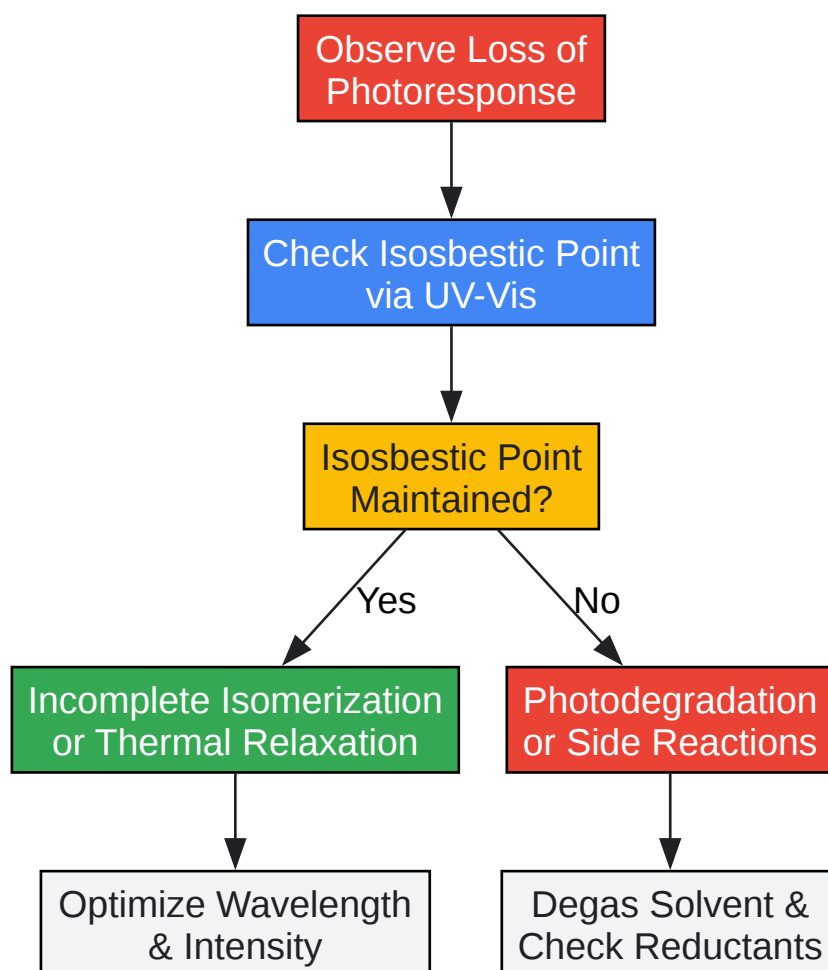 Observe Loss of
Photoresponse
Check Isosbestic Point
via UV-Vis
Isosbestic Point
Maintained?
Yes
No
Incomplete Isomerization
or Thermal Relaxation
Photodegradation
or Side Reactions
Optimize Wavelength
& Intensity
Degas Solvent &
Check Reductants